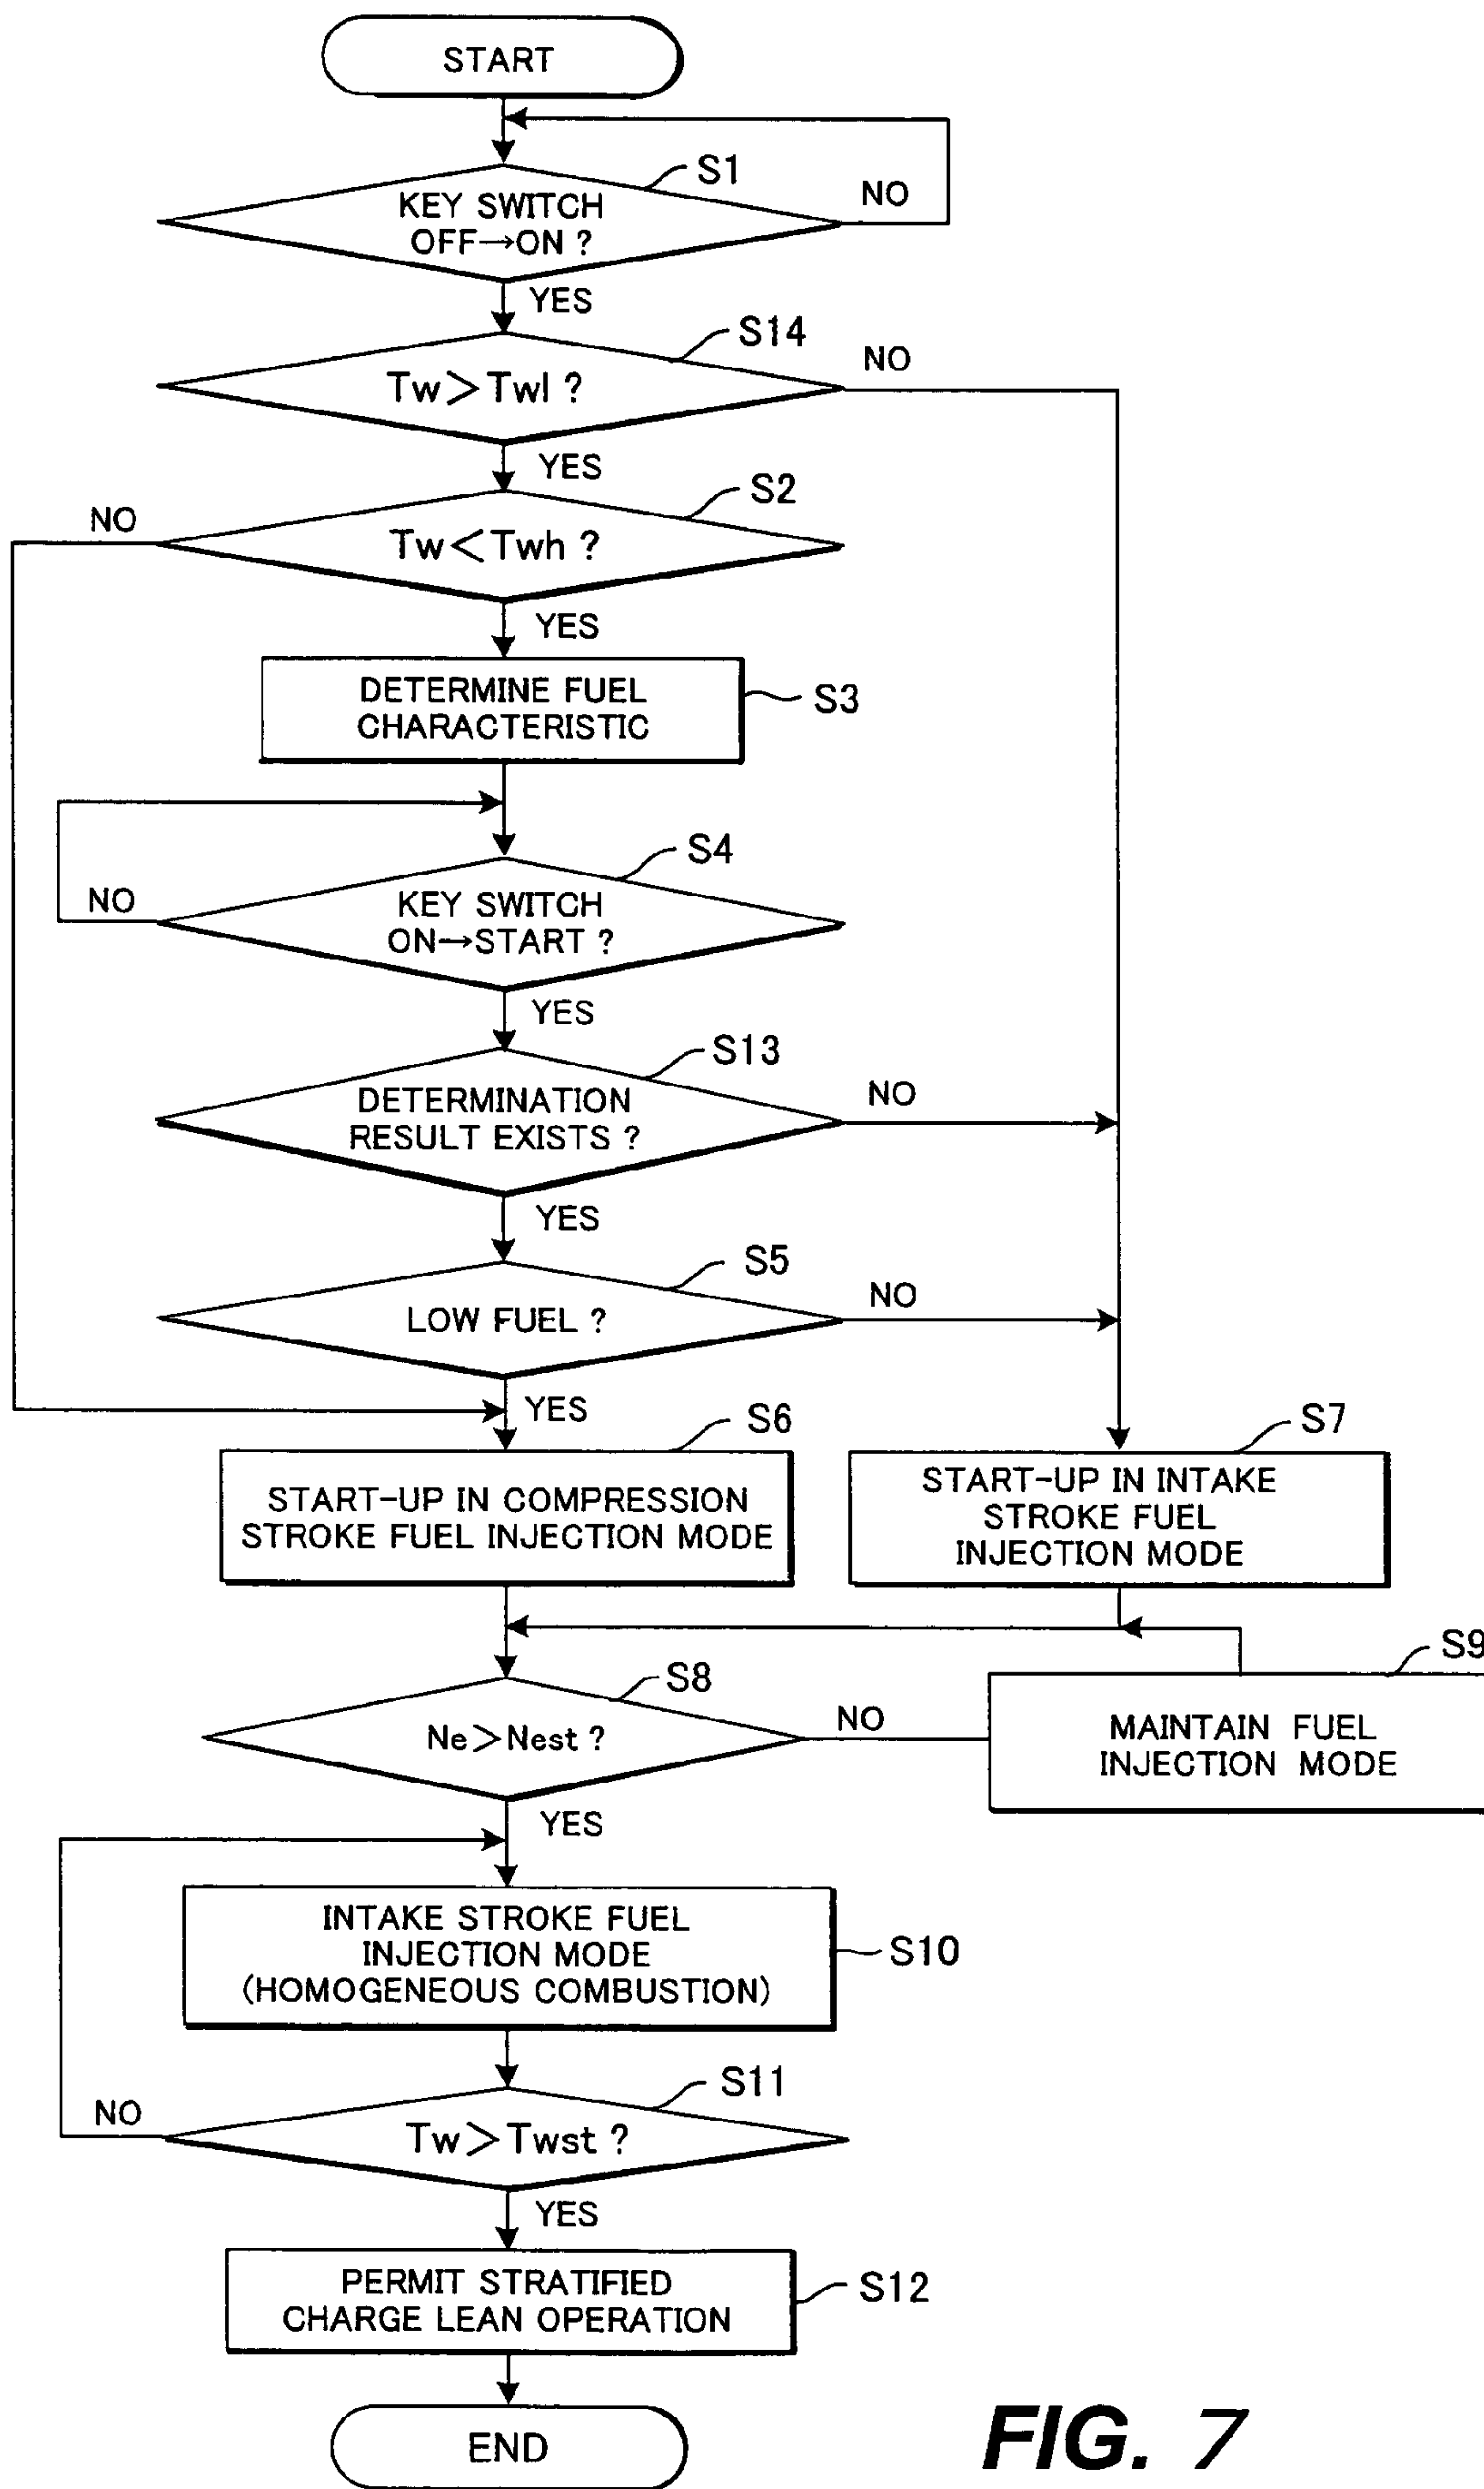 START
S1
KEY SWITCH
OFF→ON ?
NO
YES
S14
Tw>Twl ?
NO
YES
S2
NO
Tw<Twh ?
YES
DETERMINE FUEL
CHARACTERISTIC
S3
S4
NO
KEY SWITCH
ON→START ?
YES
S13
DETERMINATION
RESULT EXISTS ?
NO
YES
S5
LOW FUEL ?
NO
YES
S6
START-UP IN COMPRESSION
STROKE FUEL INJECTION MODE
S7
START-UP IN INTAKE
STROKE FUEL
INJECTION MODE
S8
Ne>Nest ?
NO
S9
MAINTAIN FUEL
INJECTION MODE
YES
INTAKE STROKE FUEL
INJECTION MODE
(HOMOGENEOUS COMBUSTION)
S10
S11
NO
Tw>Twst ?
YES
PERMIT STRATIFIED
CHARGE LEAN OPERATION
S12
END
FIG. 7